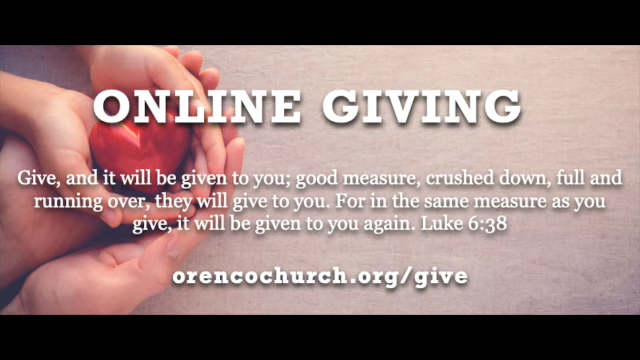 ONLINE GIVING
Give, and it will be given to you; good measure, crushed down, full and
running over, they will give to you. For in the same measure as you
give, it will be given to you again. Luke 6:38
orencochurch.org/give